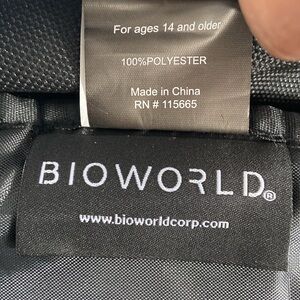 For ages 14 and older
100%POLYESTER
Made in China
RN # 115665
BIOWORLD®
www.bioworldcorp.com